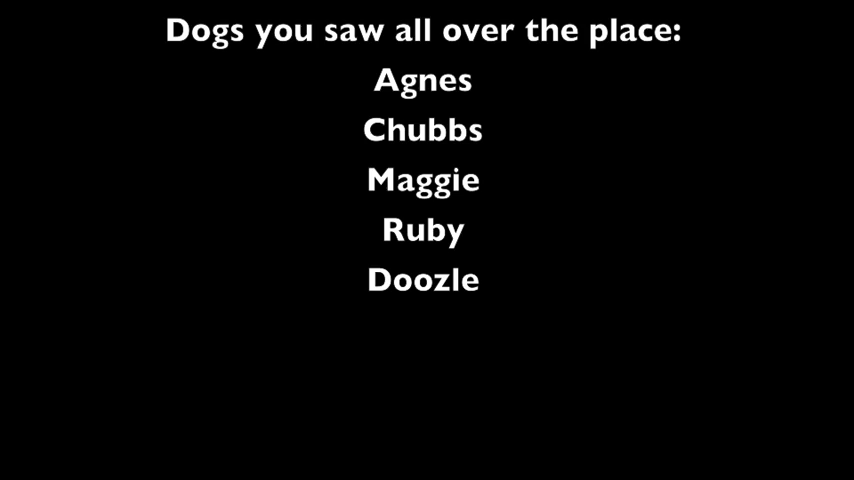 Dogs you saw all over the place:
Agnes
Chubbs
Maggie
Ruby
Doozle